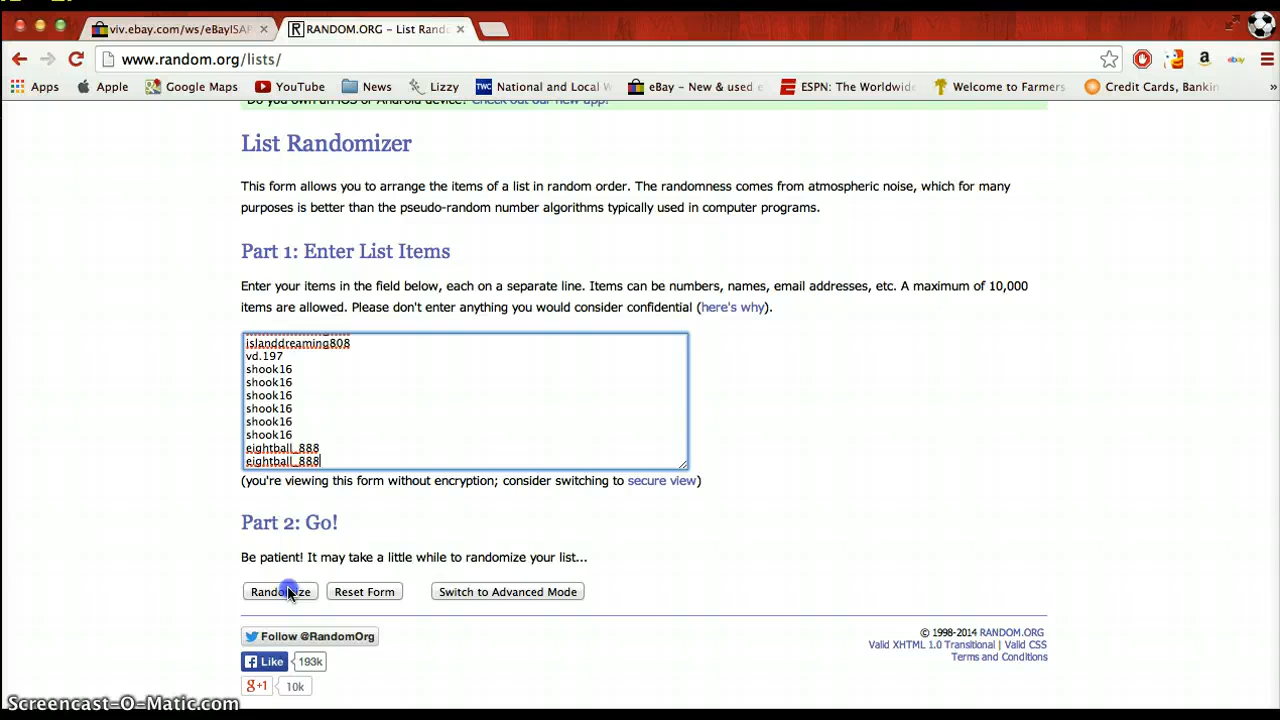 viv.ebay.com/ws/eBayISAP
RANDOM.ORG – List Rand
www.random.org/lists/
Apps Apple Google Maps YouTube News Lizzy National and Local W eBay – New & used e ESPN: The Worldwide Welcome to Farmers Credit Cards, Bankin »
Do you own an iOS or Android device? Check out our new app!
List Randomizer
This form allows you to arrange the items of a list in random order. The randomness comes from atmospheric noise, which for many
purposes is better than the pseudo-random number algorithms typically used in computer programs.
Part 1: Enter List Items
Enter your items in the field below, each on a separate line. Items can be numbers, names, email addresses, etc. A maximum of 10,000
items are allowed. Please don't enter anything you would consider confidential (here's why).
islanddreaming808
vd.197
shook16
shook16
shook16
shook16
shook16
shook16
eightball_888
eightball_888
(you're viewing this form without encryption; consider switching to secure view)
Part 2: Go!
Be patient! It may take a little while to randomize your list...
Randomize Reset Form Switch to Advanced Mode
Follow @RandomOrg
Like 193k
g+1 10k
© 1998-2014 RANDOM.ORG
Valid XHTML 1.0 Transitional | Valid CSS
Terms and Conditions
Screencast-O-Matic.com